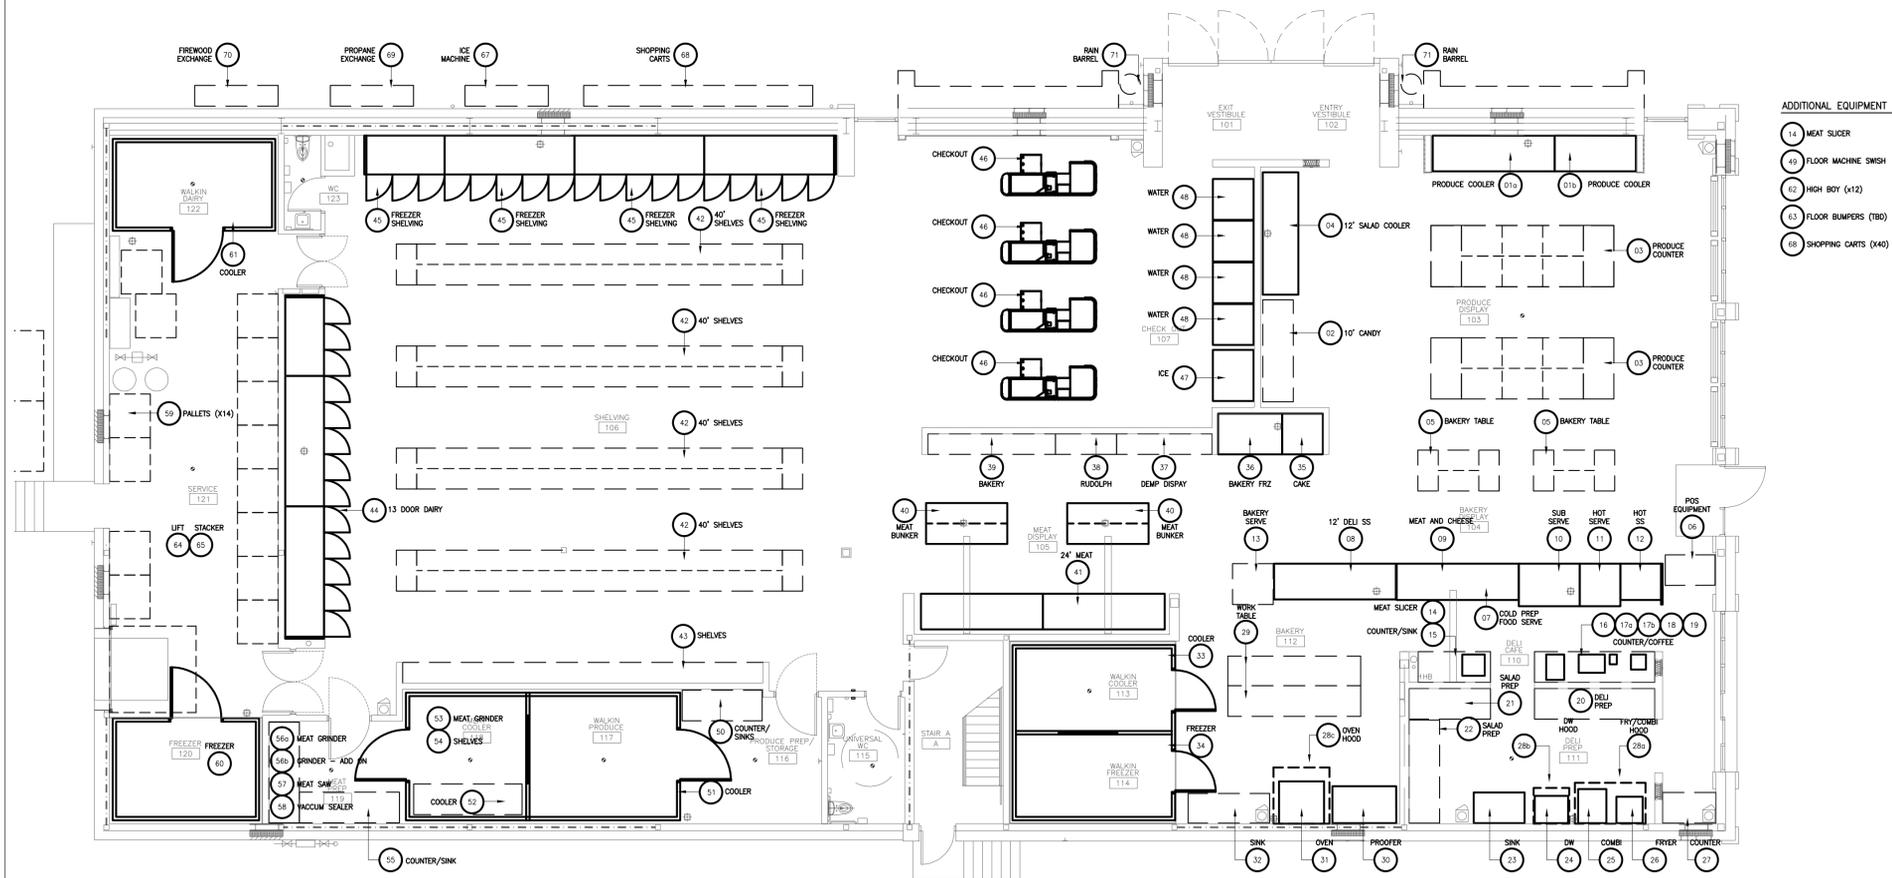 FIREWOOD
EXCHANGE
70
PROPANE
EXCHANGE
69
ICE
MACHINE
67
SHOPPING
CARTS
68
RAIN
BARREL
71
71
RAIN
BARREL
EXIT
VESTIBULE
101
ENTRY
VESTIBULE
102
ADDITIONAL EQUIPMENT
14 MEAT SLICER
49 FLOOR MACHINE SWISH
62 HIGH BOY (x12)
63 FLOOR BUMPERS (TBD)
68 SHOPPING CARTS (X40)
WALKIN
DAIRY
122
WC
123
61
COOLER
45 FREEZER
SHELVING
45 FREEZER
SHELVING
45 FREEZER
SHELVING
42 40' SHELVES
45 FREEZER
SHELVING
CHECKOUT 46
CHECKOUT 46
CHECKOUT 46
CHECKOUT 46
WATER 48
WATER 48
WATER 48
WATER 48
CHECK OUT
107
ICE 47
04 12' SALAD COOLER
02 10' CANDY
PRODUCE COOLER 01a
01b PRODUCE COOLER
03 PRODUCE
COUNTER
PRODUCE
DISPLAY
103
03 PRODUCE
COUNTER
05 BAKERY TABLE
05 BAKERY TABLE
42 40' SHELVES
SHELVING
106
42 40' SHELVES
42 40' SHELVES
59 PALLETS (X14)
SERVICE
121
44 13 DOOR DAIRY
LIFT STACKER
64 65
39
BAKERY
38
RUDOLPH
37
DEMP DISPAY
36
BAKERY FRZ
35
CAKE
40
MEAT
BUNKER
40
MEAT
BUNKER
MEAT
DISPLAY
105
24' MEAT
41
BAKERY
SERVE
13
12' DELI SS
08
MEAT AND CHEESE
09
BAKERY
DISPLAY
104
SUB
SERVE
10
HOT
SERVE
11
HOT
SS
12
POS
EQUIPMENT
06
WORK
TABLE
29
BAKERY
112
MEAT SLICER 14
COUNTER/SINK 15
07 COLD PREP
FOOD SERVE
DELI
CAFE
110
16 17a 17b 18 19
COUNTER/COFFEE
HB
SALAD
PREP
21
20 DELI
PREP
22 SALAD
PREP
43 SHELVES
COOLER
33
WALKIN
COOLER
113
FREEZER
34
WALKIN
FREEZER
114
STAIR A
A
UNIVERSAL
WC
115
PRODUCE PREP/
STORAGE
116
50
COUNTER/
SINKS
WALKIN
PRODUCE
117
53 MEAT GRINDER
54 SHELVES
COOLER
118
COOLER 52
51 COOLER
FREEZER
120
FREEZER
60
56a MEAT GRINDER
56b GRINDER - ADD ON
57 MEAT SAW
58 VACCUM SEALER
MEAT
PREP
119
55 COUNTER/SINK
28c OVEN
HOOD
DW
HOOD
28b
FRY/COMBI
HOOD
28a
DELI
PREP
111
SINK
32
OVEN
31
PROOFER
30
SINK
23
DW
24
COMBI
25
FRYER
26
COUNTER
27